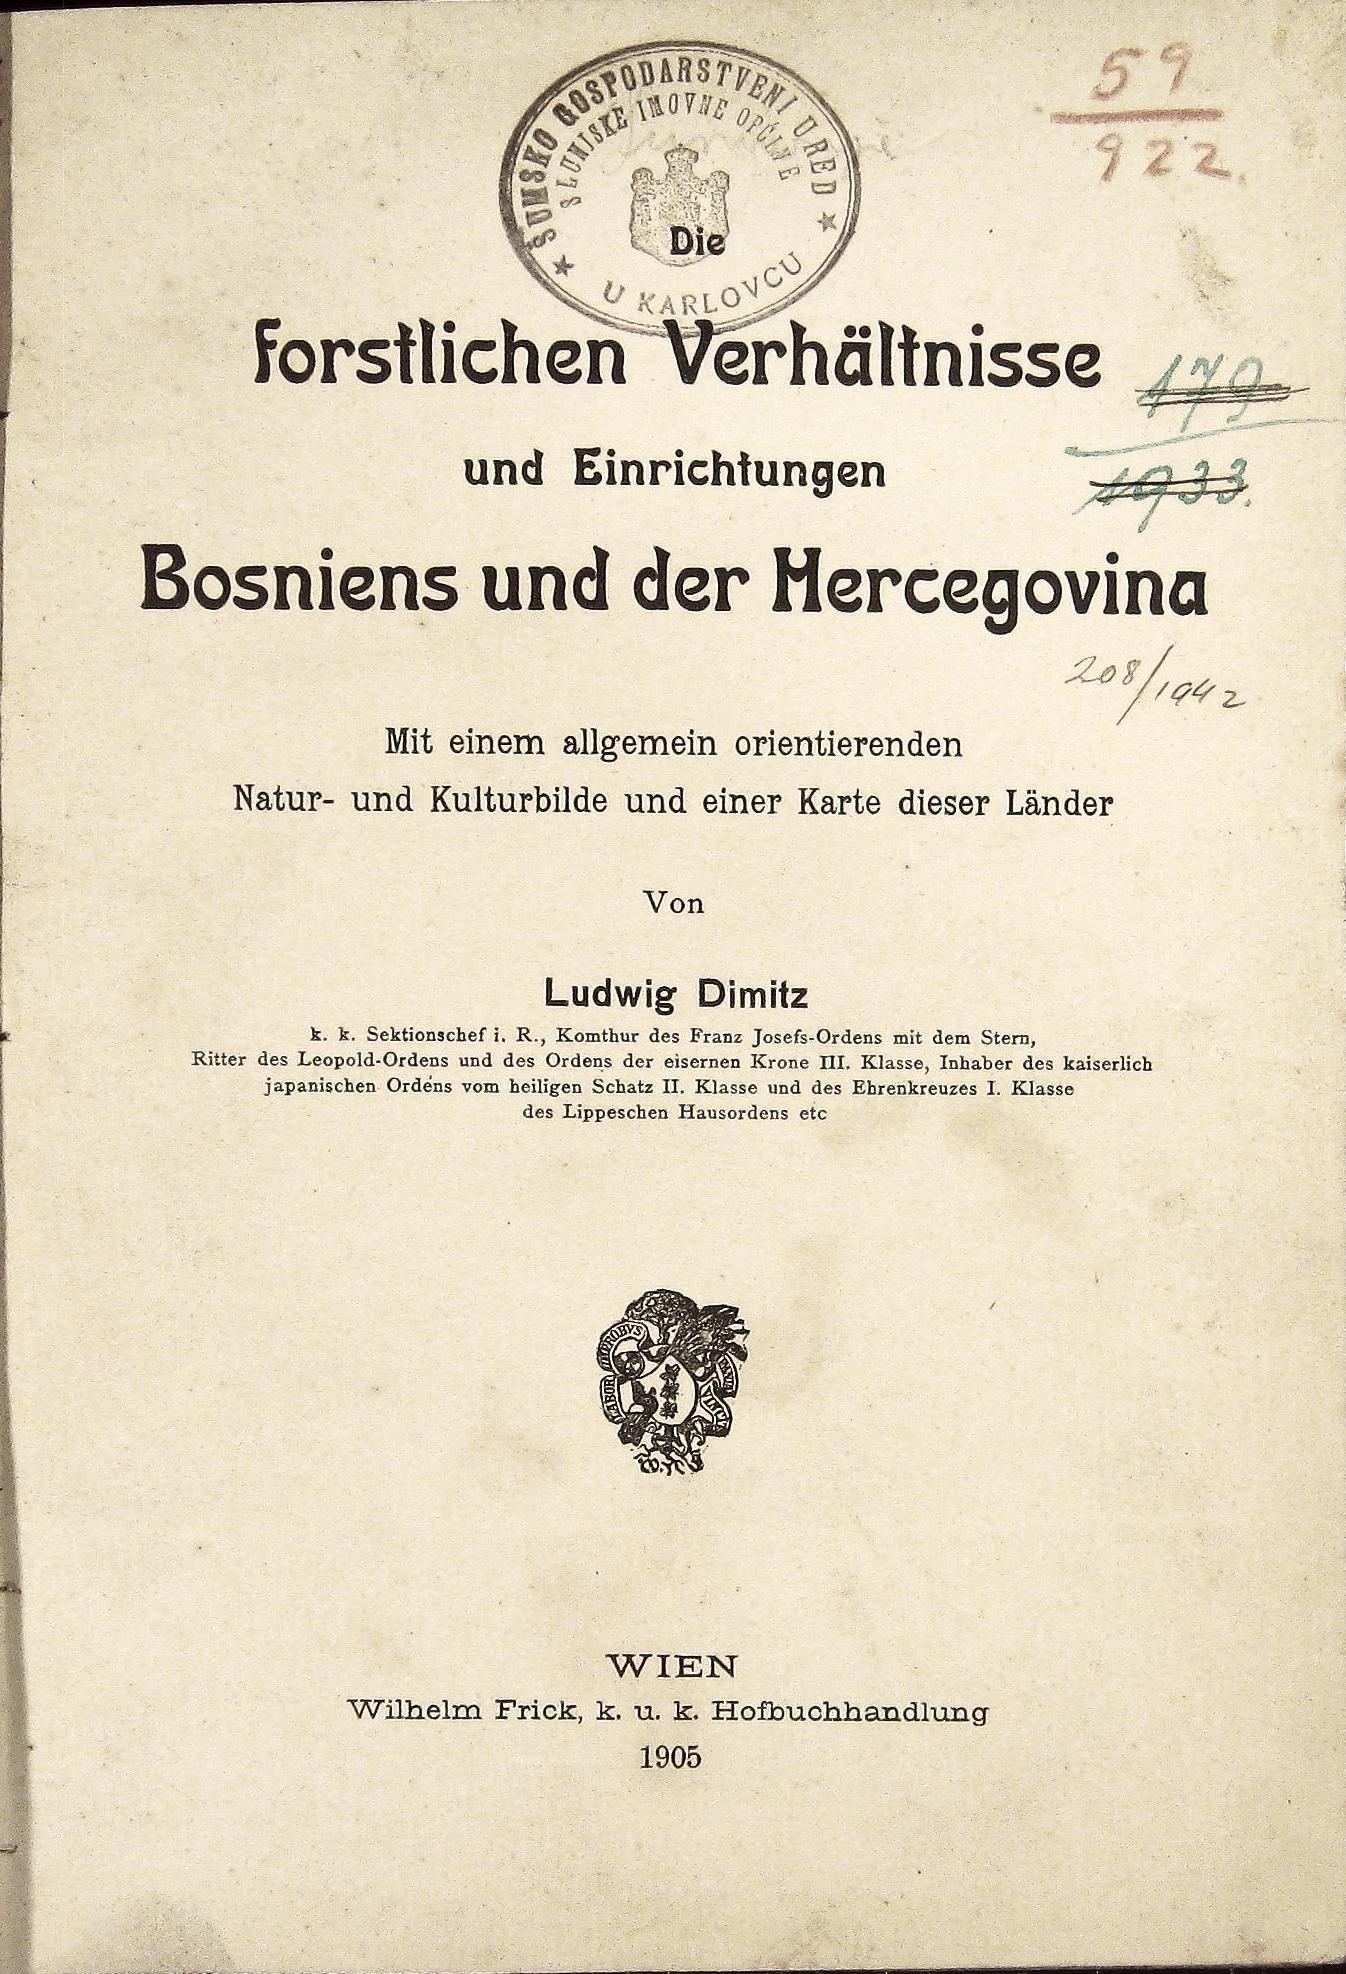 ŠUMSKO GOSPODARSTVENI URED
SLUNJSKE IMOVNE OPĆINE
U KARLOVCU
59
922.
Die
forstlichen Verhältnisse
179
und Einrichtungen
1933.
Bosniens und der Hercegovina
208/1942
Mit einem allgemein orientierenden
Natur- und Kulturbilde und einer Karte dieser Länder
Von
Ludwig Dimitz
k. k. Sektionschef i. R., Komthur des Franz Josefs-Ordens mit dem Stern,
Ritter des Leopold-Ordens und des Ordens der eisernen Krone III. Klasse, Inhaber des kaiserlich
japanischen Ordens vom heiligen Schatz II. Klasse und des Ehrenkreuzes I. Klasse
des Lippeschen Hausordens etc
LABOR IMPROBVS
WIEN
Wilhelm Frick, k. u. k. Hofbuchhandlung
1905